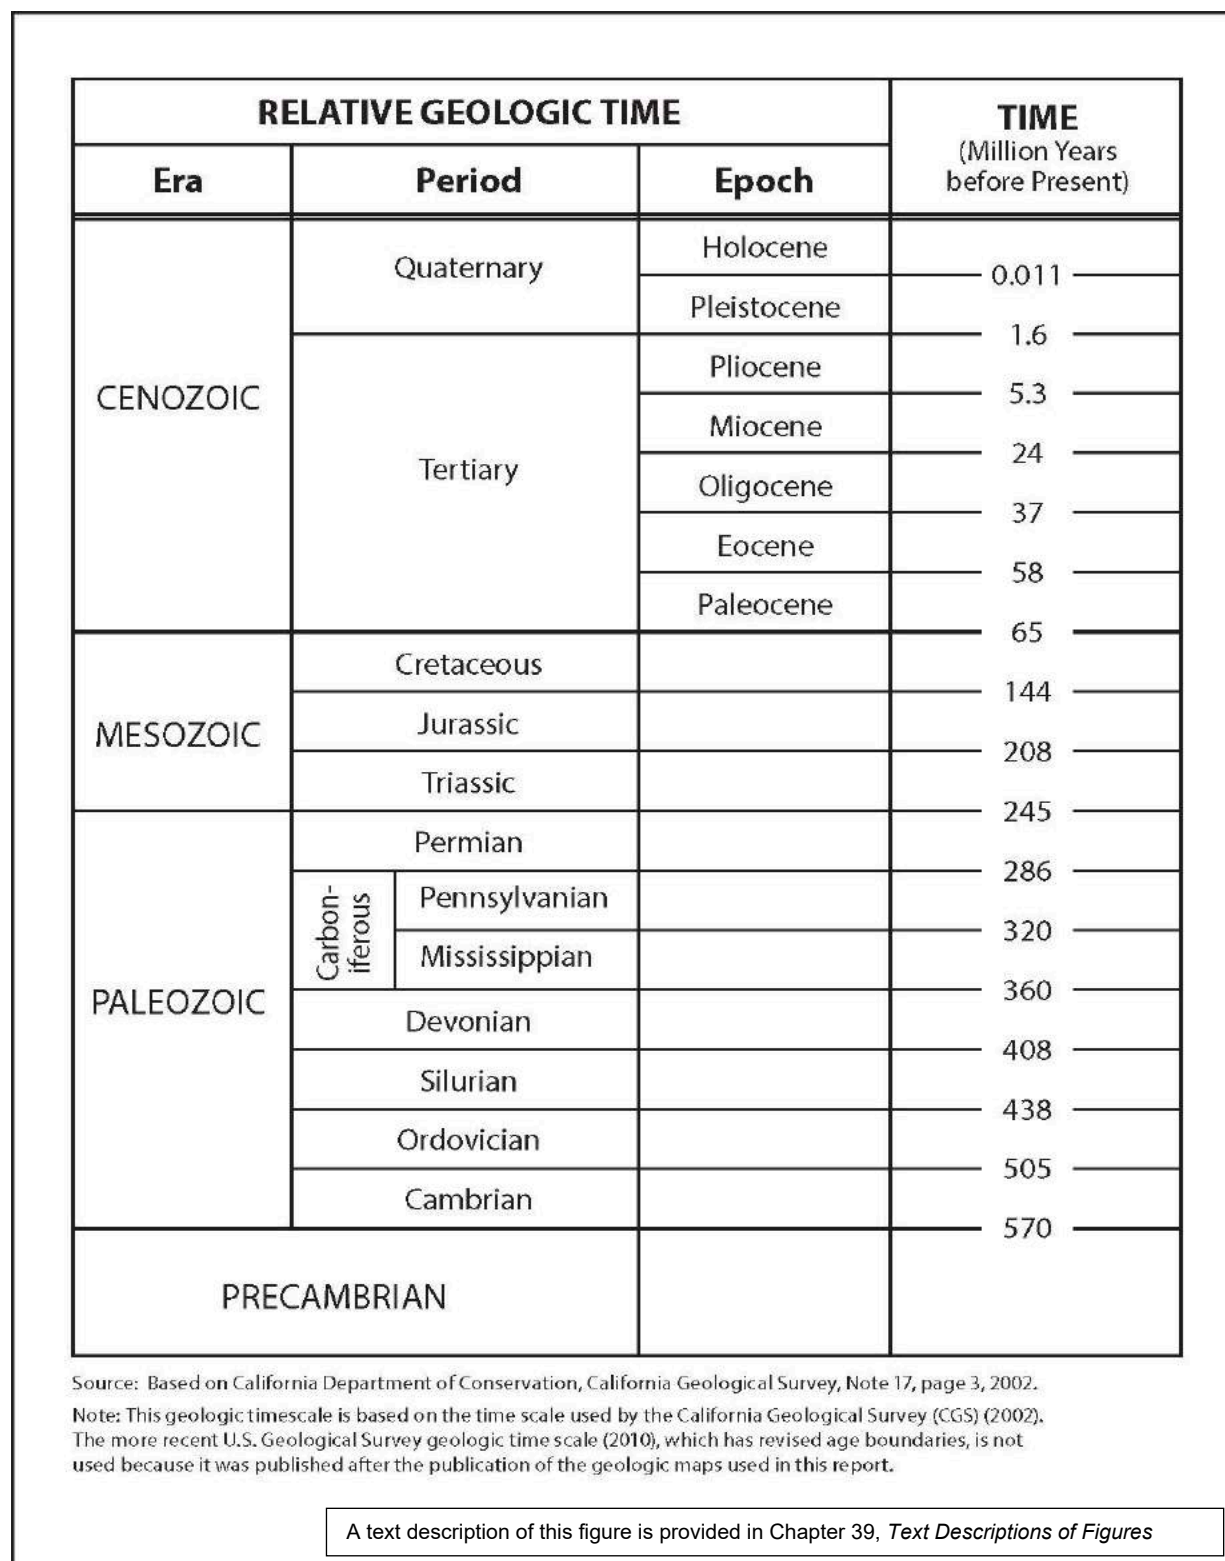 RELATIVE GEOLOGIC TIME
TIME
(Million Years
before Present)
Era
Period
Epoch
CENOZOIC
Quaternary
Holocene
0.011
Pleistocene
1.6
Tertiary
Pliocene
5.3
Miocene
24
Oligocene
37
Eocene
58
Paleocene
65
MESOZOIC
Cretaceous
144
Jurassic
208
Triassic
245
PALEOZOIC
Permian
286
Carbon-
iferous
Pennsylvanian
320
Mississippian
360
Devonian
408
Silurian
438
Ordovician
505
Cambrian
570
PRECAMBRIAN
Source: Based on California Department of Conservation, California Geological Survey, Note 17, page 3, 2002.
Note: This geologic timescale is based on the time scale used by the California Geological Survey (CGS) (2002).
The more recent U.S. Geological Survey geologic time scale (2010), which has revised age boundaries, is not
used because it was published after the publication of the geologic maps used in this report.
A text description of this figure is provided in Chapter 39, Text Descriptions of Figures